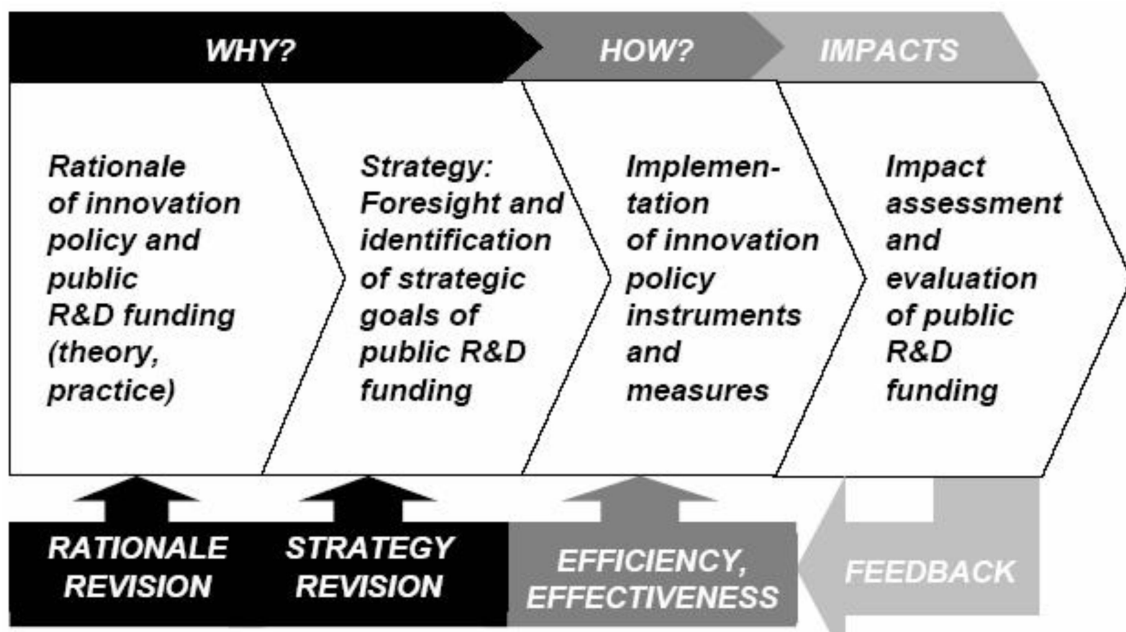 WHY?
HOW?
IMPACTS
Rationale
of innovation
policy and
public
R&D funding
(theory,
practice)
Strategy:
Foresight and
identification
of strategic
goals of
public R&D
funding
Implemen-
tation
of innovation
policy
instruments
and
measures
Impact
assessment
and
evaluation
of public
R&D
funding
RATIONALE
REVISION
STRATEGY
REVISION
EFFICIENCY,
EFFECTIVENESS
FEEDBACK